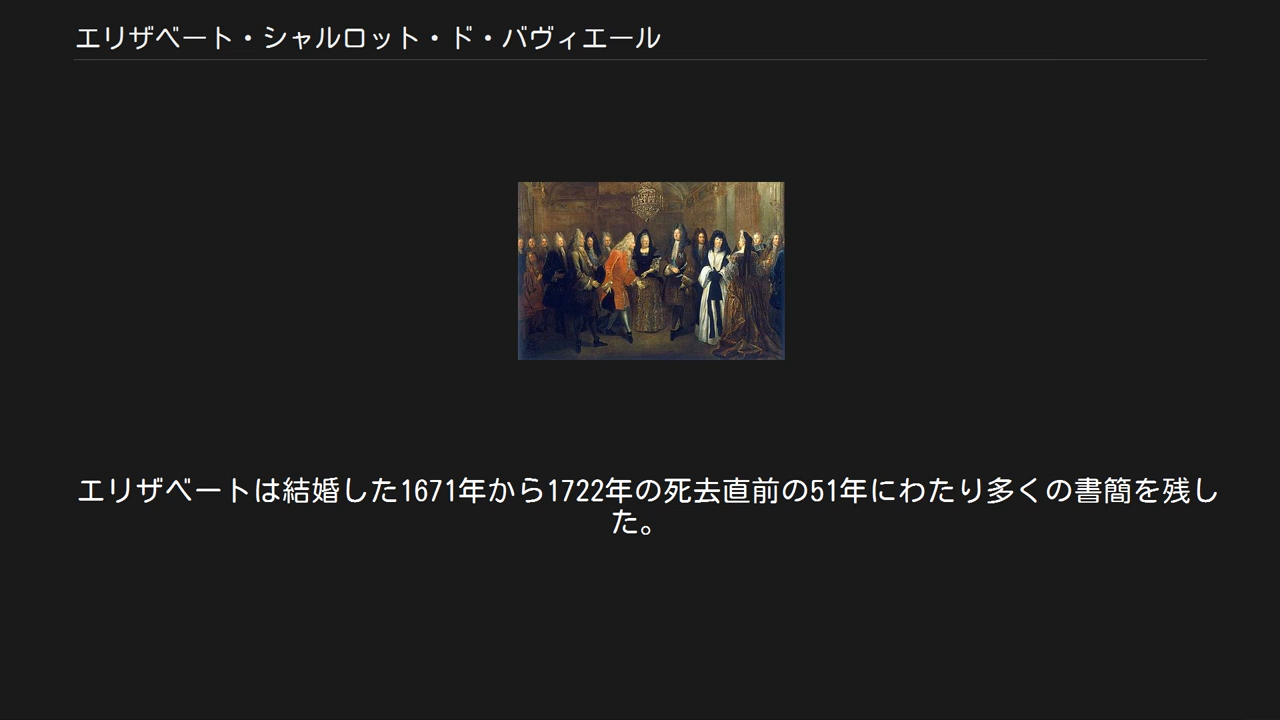 エリザベート・シャルロット・ド・バヴィエール
エリザベートは結婚した1671年から1722年の死去直前の51年にわたり多くの書簡を残し
た。